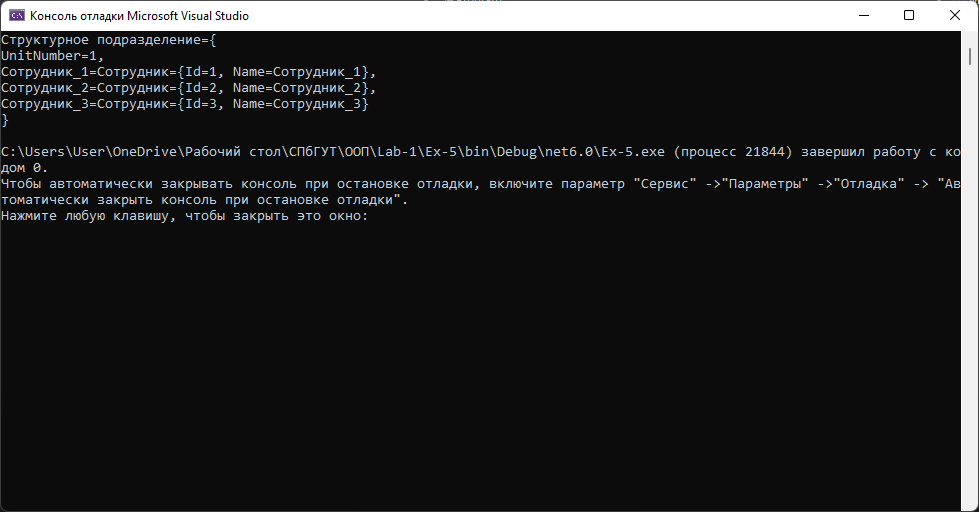 Консоль отладки Microsoft Visual Studio
Структурное подразделение={
UnitNumber=1,
Сотрудник_1=Сотрудник={Id=1, Name=Сотрудник_1},
Сотрудник_2=Сотрудник={Id=2, Name=Сотрудник_2},
Сотрудник_3=Сотрудник={Id=3, Name=Сотрудник_3}
}
C:\Users\User\OneDrive\Рабочий стол\СПбГУТ\ООП\Lab-1\Ex-5\bin\Debug\net6.0\Ex-5.exe (процесс 21844) завершил работу с ко
дом 0.
Чтобы автоматически закрывать консоль при остановке отладки, включите параметр "Сервис" ->"Параметры" ->"Отладка" -> "Ав
томатически закрыть консоль при остановке отладки".
Нажмите любую клавишу, чтобы закрыть это окно: